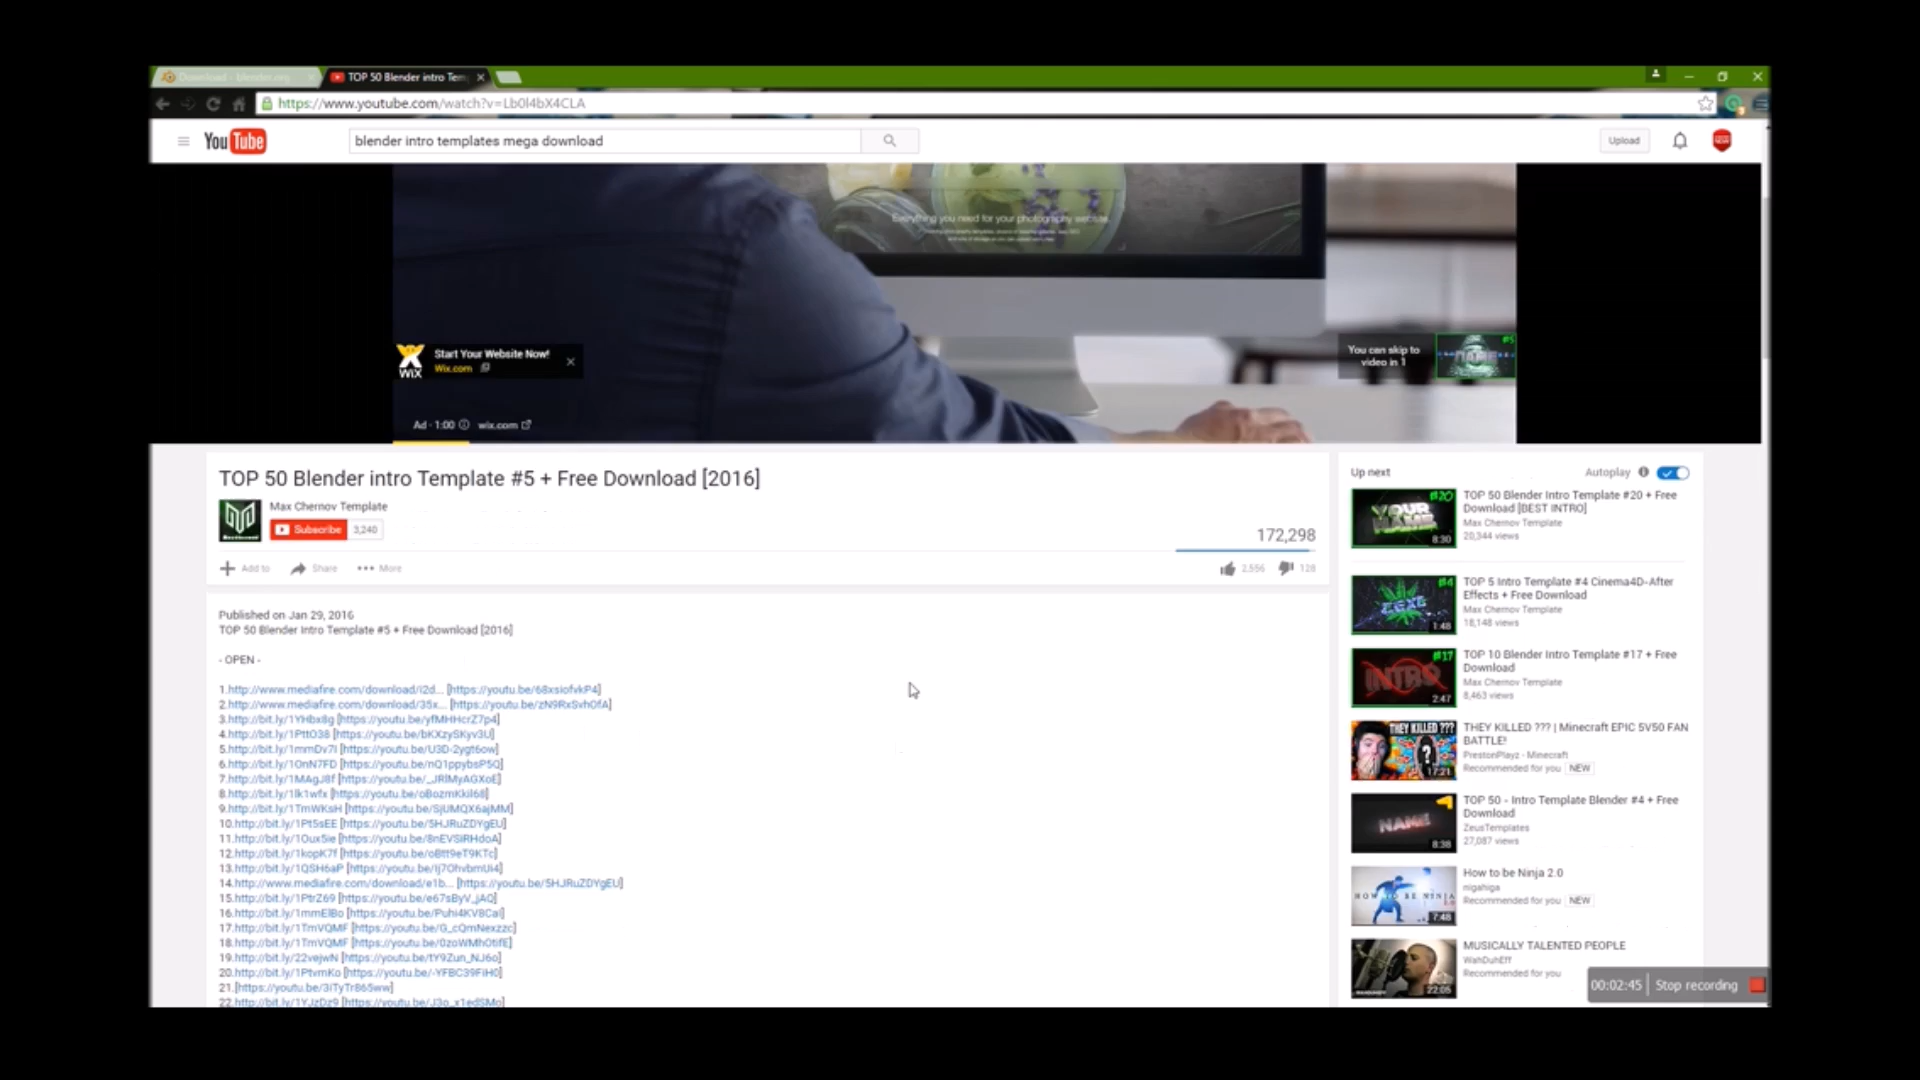 Download - blender.org
TOP 50 Blender intro Tem
https://www.youtube.com/watch?v=Lb0l4bX4CLA
YouTube
blender intro templates mega download
Upload
Everything you need for your photography website.
WiX
Start Your Website Now!
Wix.com
You can skip to
video in 1
#5
NAME
Ad · 1:00 wix.com
TOP 50 Blender intro Template #5 + Free Download [2016]
Max Chernov Template
Subscribe 3,240
172,298
Add to Share More
2,556 128
Published on Jan 29, 2016
TOP 50 Blender Intro Template #5 + Free Download [2016]
- OPEN -
1.http://www.mediafire.com/download/i2d... [https://youtu.be/68xsiofvkP4]
2.http://www.mediafire.com/download/35x... [https://youtu.be/zN9RxSvhOfA]
3.http://bit.ly/1YHbx8g [https://youtu.be/yfMHHcrZ7p4]
4.http://bit.ly/1PttO38 [https://youtu.be/bKXzySKyv3U]
5.http://bit.ly/1mmDv7l [https://youtu.be/U3D-2ygt6ow]
6.http://bit.ly/1OnN7FD [https://youtu.be/nQ1ppybsP5Q]
7.http://bit.ly/1MAgJ8f [https://youtu.be/_JRlMyAGXoE]
8.http://bit.ly/1lk1wfx [https://youtu.be/oBozmKkil68]
9.http://bit.ly/1TmWKsH [https://youtu.be/SjUMQX6ajMM]
10.http://bit.ly/1Pt5sEE [https://youtu.be/5HJRuZDYgEU]
11.http://bit.ly/1Oux5ie [https://youtu.be/8nEVSiRHdoA]
12.http://bit.ly/1kopK7f [https://youtu.be/oBtt9eT9KTc]
13.http://bit.ly/1QSH6aP [https://youtu.be/Ij7OhvbmUi4]
14.http://www.mediafire.com/download/e1b... [https://youtu.be/5HJRuZDYgEU]
15.http://bit.ly/1PtrZ69 [https://youtu.be/e67sByV_jAQ]
16.http://bit.ly/1mmElBo [https://youtu.be/Puhi4KVBCaI]
17.http://bit.ly/1TmVQMF [https://youtu.be/G_cQmNexzzc]
18.http://bit.ly/1TmVQMF [https://youtu.be/0zoWMhOtifE]
19.http://bit.ly/22vejwN [https://youtu.be/tY9Zun_NJ6o]
20.http://bit.ly/1PtvmKo [https://youtu.be/-YFBC39FiH0]
21.[https://youtu.be/3iTyTr865ww]
22.http://bit.ly/1YJzDz9 [https://youtu.be/J3o_x1edSMo]
Up next
Autoplay
#20
YOUR NAME
8:30
TOP 50 Blender Intro Template #20 + Free
Download [BEST INTRO]
Max Chernov Template
20,344 views
#4
TEXT
1:48
TOP 5 Intro Template #4 Cinema4D-After
Effects + Free Download
Max Chernov Template
18,148 views
#17
INTRO
2:47
TOP 10 Blender Intro Template #17 + Free
Download
Max Chernov Template
8,463 views
THEY KILLED ???
17:21
THEY KILLED ??? | Minecraft EPIC 5V50 FAN
BATTLE!
PrestonPlayz - Minecraft
Recommended for you NEW
NAME
8:38
TOP 50 - Intro Template Blender #4 + Free
Download
ZeusTemplates
27,087 views
HOW TO BE NINJA
7:48
How to be Ninja 2.0
nigahiga
Recommended for you NEW
22:05
MUSICALLY TALENTED PEOPLE
WahDuhEff
Recommended for you
00:02:45 Stop recording